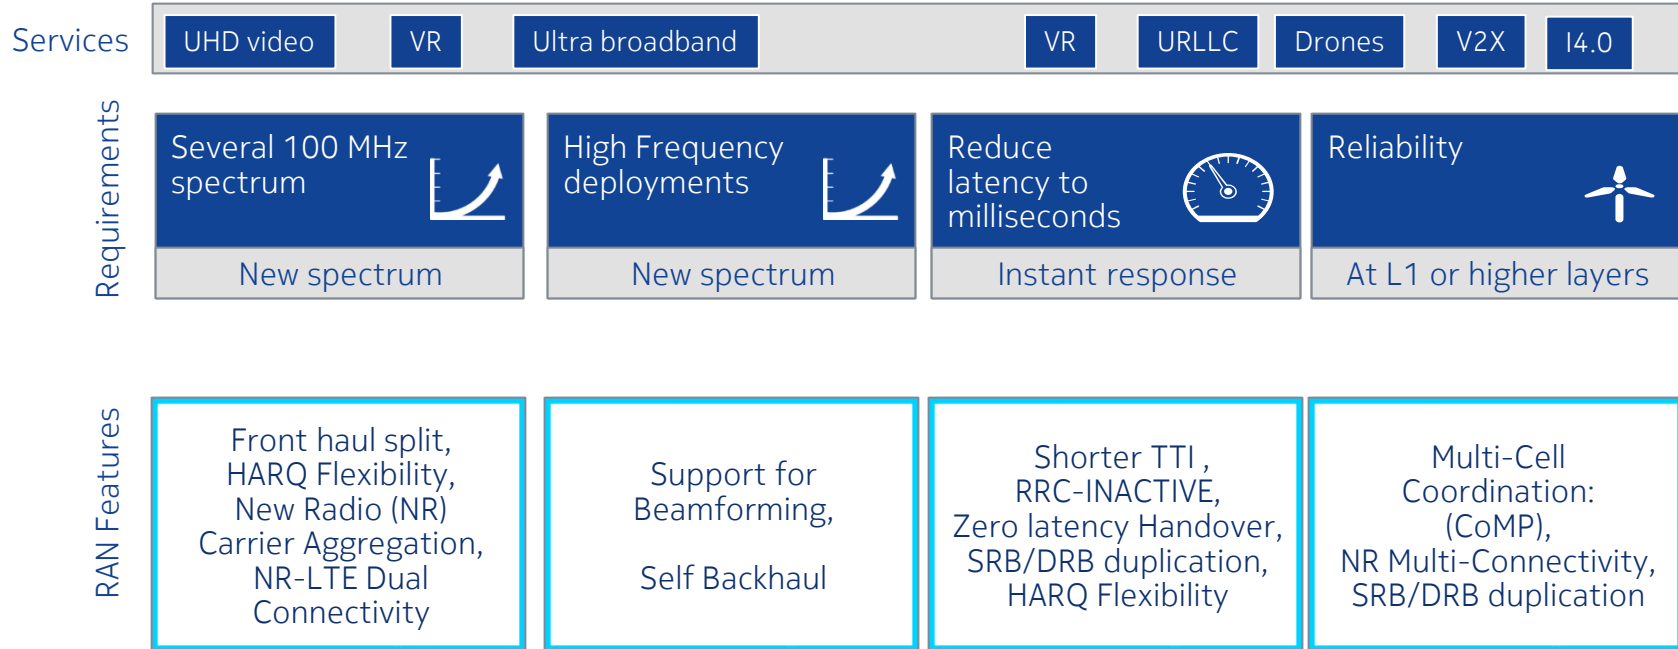 Services
UHD video
VR
Ultra broadband
VR
URLLC
Drones
V2X
I4.0
Requirements
Several 100 MHz
spectrum
New spectrum
High Frequency
deployments
New spectrum
Reduce
latency to
milliseconds
Instant response
Reliability
At L1 or higher layers
RAN Features
Front haul split,
HARQ Flexibility,
New Radio (NR)
Carrier Aggregation,
NR-LTE Dual
Connectivity
Support for
Beamforming,
Self Backhaul
Shorter TTI ,
RRC-INACTIVE,
Zero latency Handover,
SRB/DRB duplication,
HARQ Flexibility
Multi-Cell
Coordination:
(CoMP),
NR Multi-Connectivity,
SRB/DRB duplication